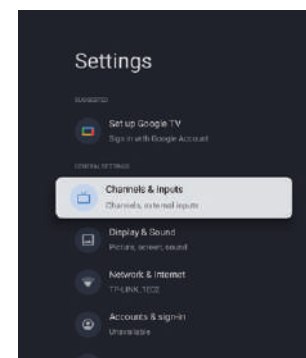 Settings
SUGGESTED
Set up Google TV
Sign in with Google Account
GENERAL SETTINGS
Channels & Inputs
Channels, external inputs
Display & Sound
Picture, screen, sound
Network & Internet
TP-LINK_7ECE
Accounts & sign-in
Unavailable